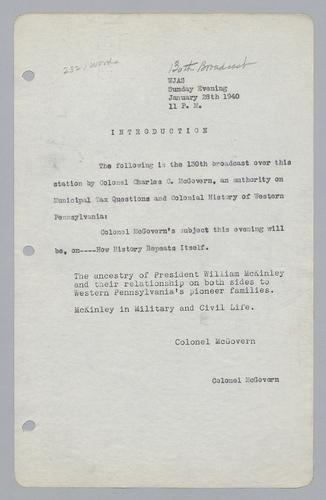 2321 Words
130th Broadcast
WJAS
Sunday Evening
January 28th 1940
11 P. M.
I N T R O D U C T I O N
The following is the 130th broadcast over this
station by Colonel Charles C. McGovern, an authority on
Municipal Tax Questions and Colonial History of Western
Pennsylvania:
Colonel McGovern's subject this evening will
be, on----How History Repeats Itself.
The ancestry of President William McKinley
and their relationship on both sides to
Western Pennsylvania's pioneer families.
McKinley in Military and Civil Life.
Colonel McGovern
Colonel McGovern